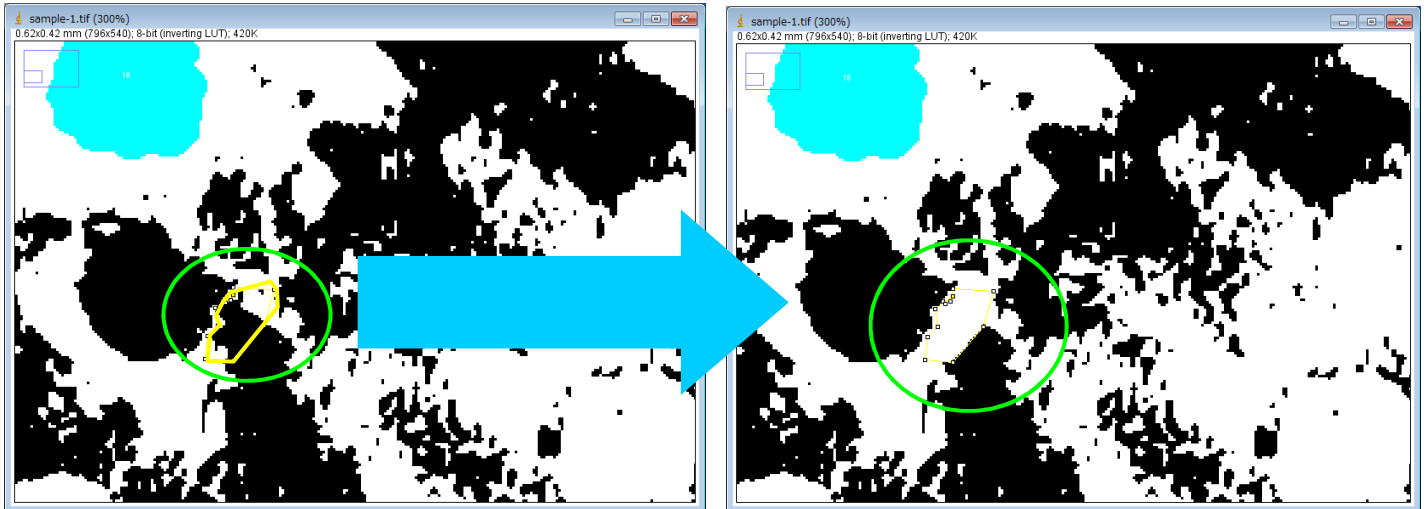 sample-1.tif (300%)
0.62x0.42 mm (796x540); 8-bit (inverting LUT); 420K
sample-1.tif (300%)
0.62x0.42 mm (796x540); 8-bit (inverting LUT); 420K